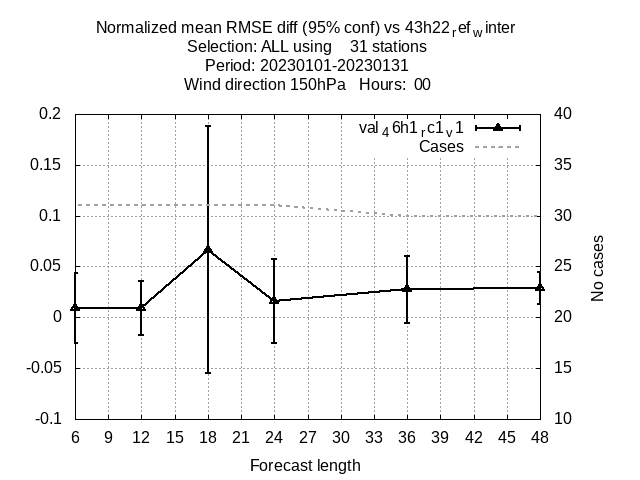 Normalized mean RMSE diff (95% conf) vs 43h22refwinter
Selection: ALL using 31 stations
Period: 20230101-20230131
Wind direction 150hPa Hours: 00
0.2 40
val46h1rc1v1
Cases
0.15 35
0.1 30
0.05 25
0 20
-0.05 15
-0.1 10
No cases
6 9 12 15 18 21 24 27 30 33 36 39 42 45 48
Forecast length